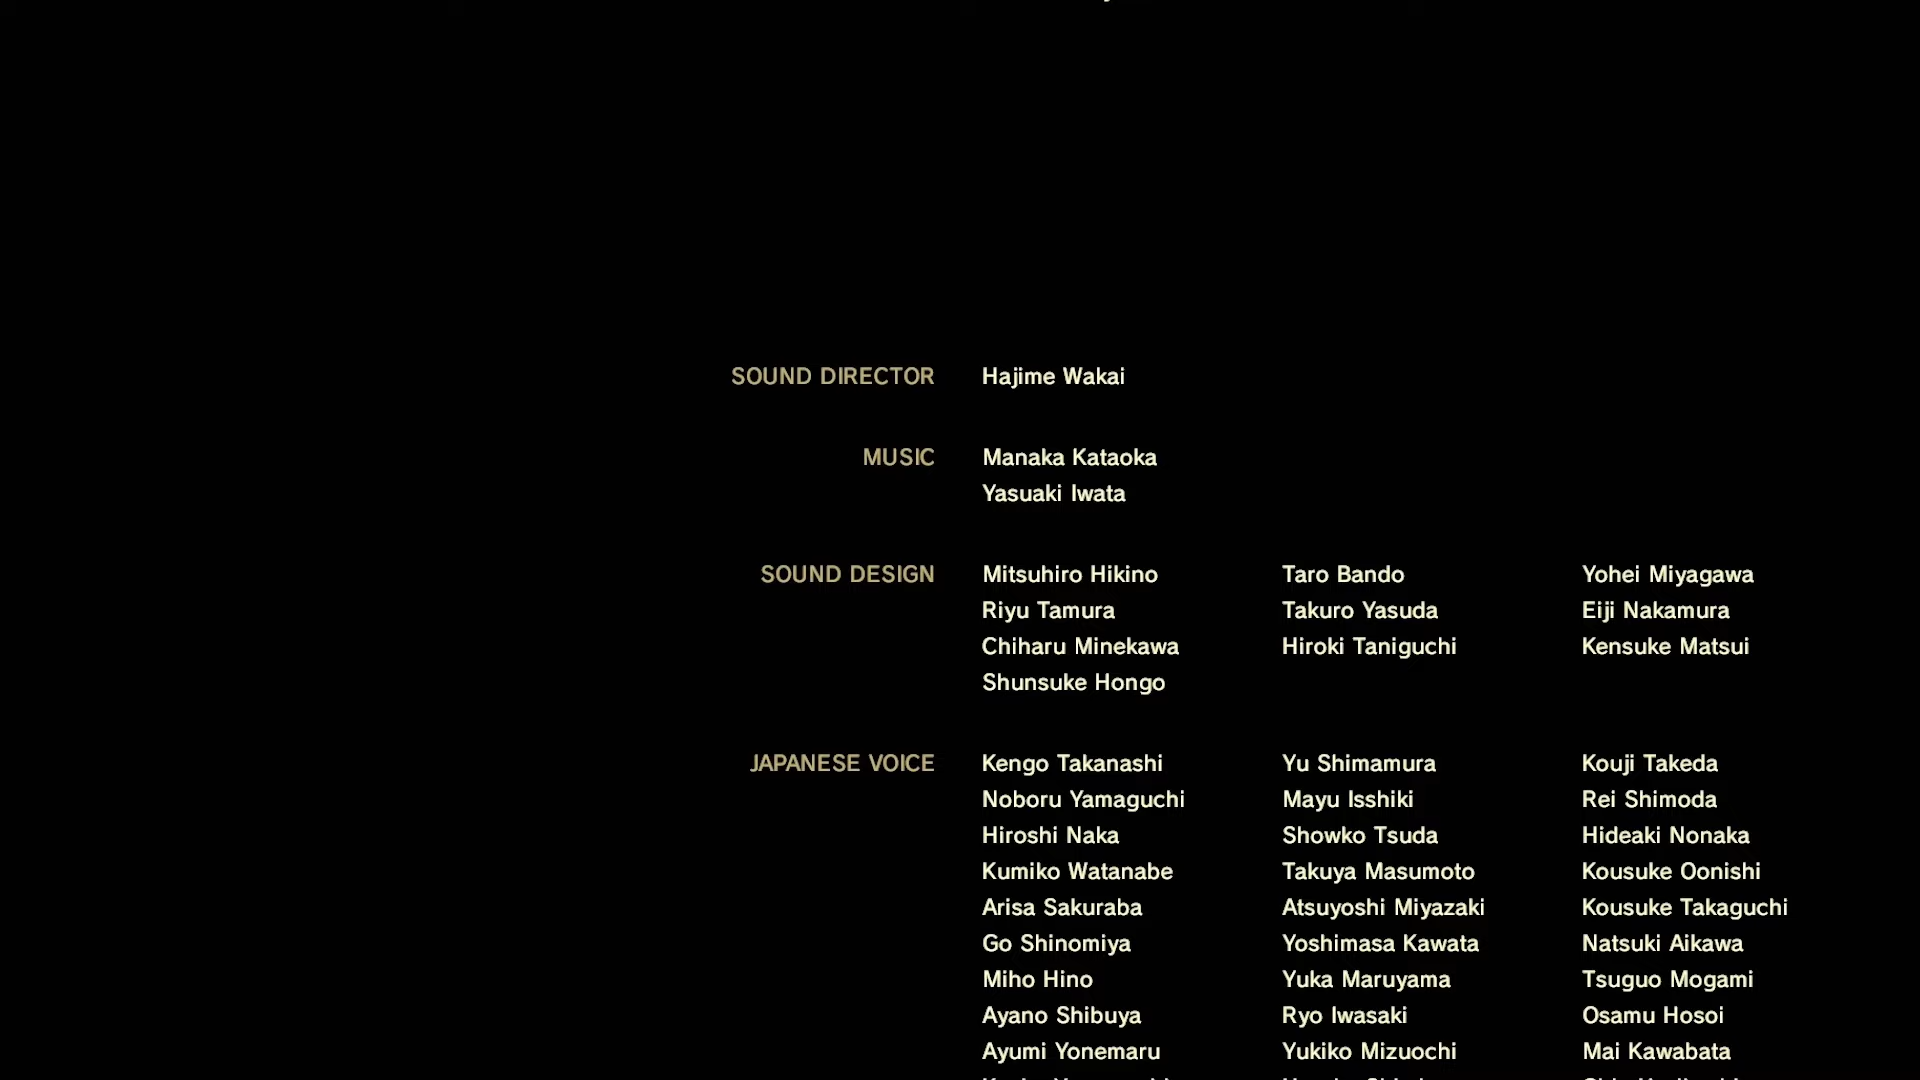 SOUND DIRECTOR Hajime Wakai
MUSIC Manaka Kataoka
Yasuaki Iwata
SOUND DESIGN Mitsuhiro Hikino Taro Bando Yohei Miyagawa
Riyu Tamura Takuro Yasuda Eiji Nakamura
Chiharu Minekawa Hiroki Taniguchi Kensuke Matsui
Shunsuke Hongo
JAPANESE VOICE Kengo Takanashi Yu Shimamura Kouji Takeda
Noboru Yamaguchi Mayu Isshiki Rei Shimoda
Hiroshi Naka Showko Tsuda Hideaki Nonaka
Kumiko Watanabe Takuya Masumoto Kousuke Oonishi
Arisa Sakuraba Atsuyoshi Miyazaki Kousuke Takaguchi
Go Shinomiya Yoshimasa Kawata Natsuki Aikawa
Miho Hino Yuka Maruyama Tsuguo Mogami
Ayano Shibuya Ryo Iwasaki Osamu Hosoi
Ayumi Yonemaru Yukiko Mizuochi Mai Kawabata